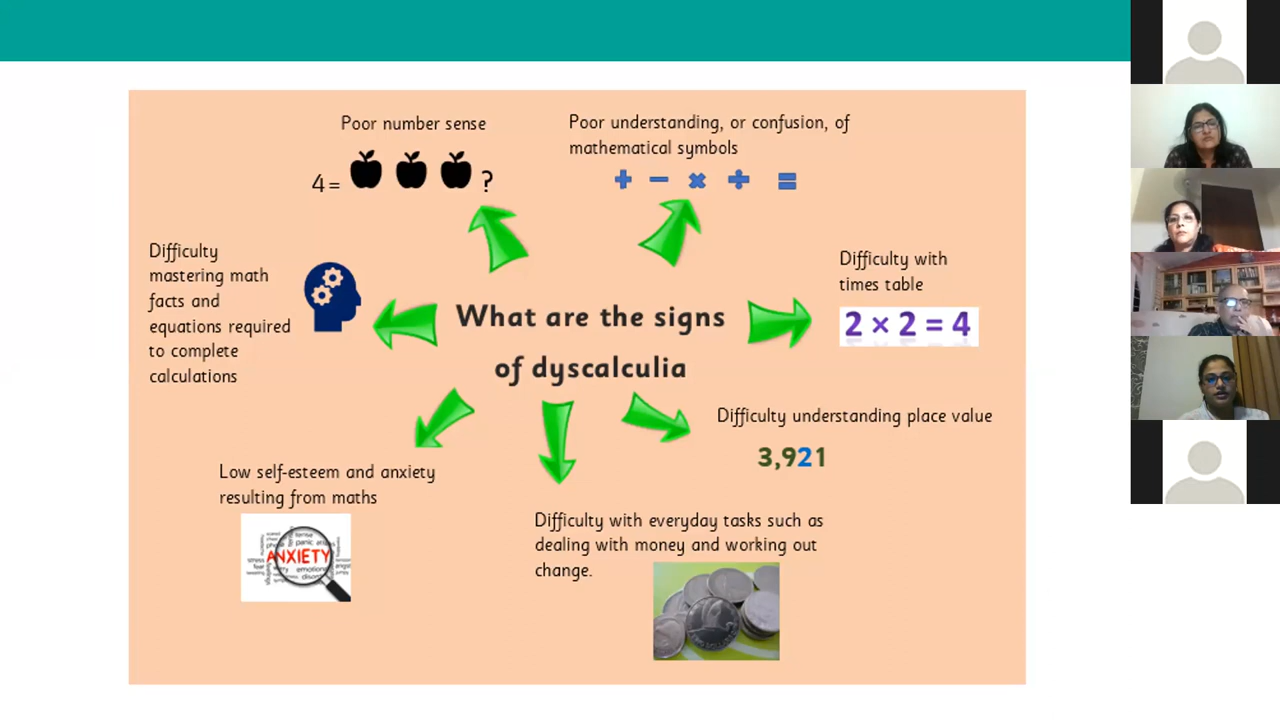 Poor number sense
4 = ?
Poor understanding, or confusion, of
mathematical symbols
+ − × ÷ =
Difficulty
mastering math
facts and
equations required
to complete
calculations
What are the signs
of dyscalculia
Difficulty with
times table
2 × 2 = 4
Difficulty understanding place value
3,921
Low self-esteem and anxiety
resulting from maths
ANXIETY
Difficulty with everyday tasks such as
dealing with money and working out
change.